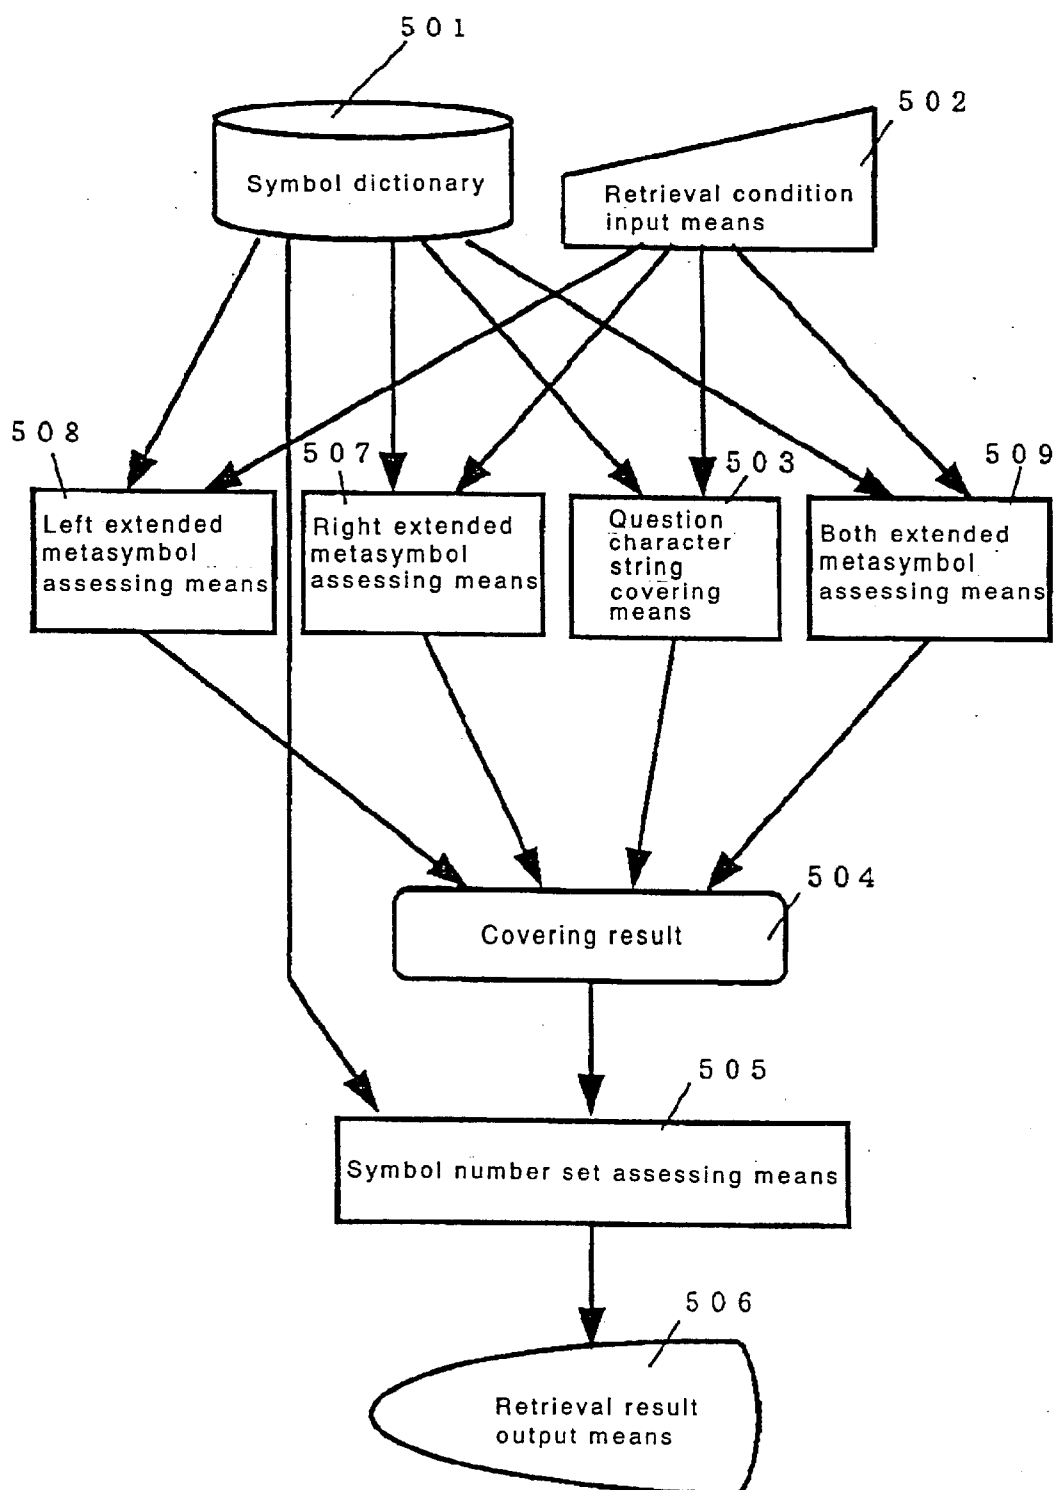 501
502
Symbol dictionary
Retrieval condition
input means
508
507
503
509
Left extended
metasymbol
assessing means
Right extended
metasymbol
assessing means
Question
character
string
covering
means
Both extended
metasymbol
assessing means
504
Covering result
505
Symbol number set assessing means
506
Retrieval result
output means